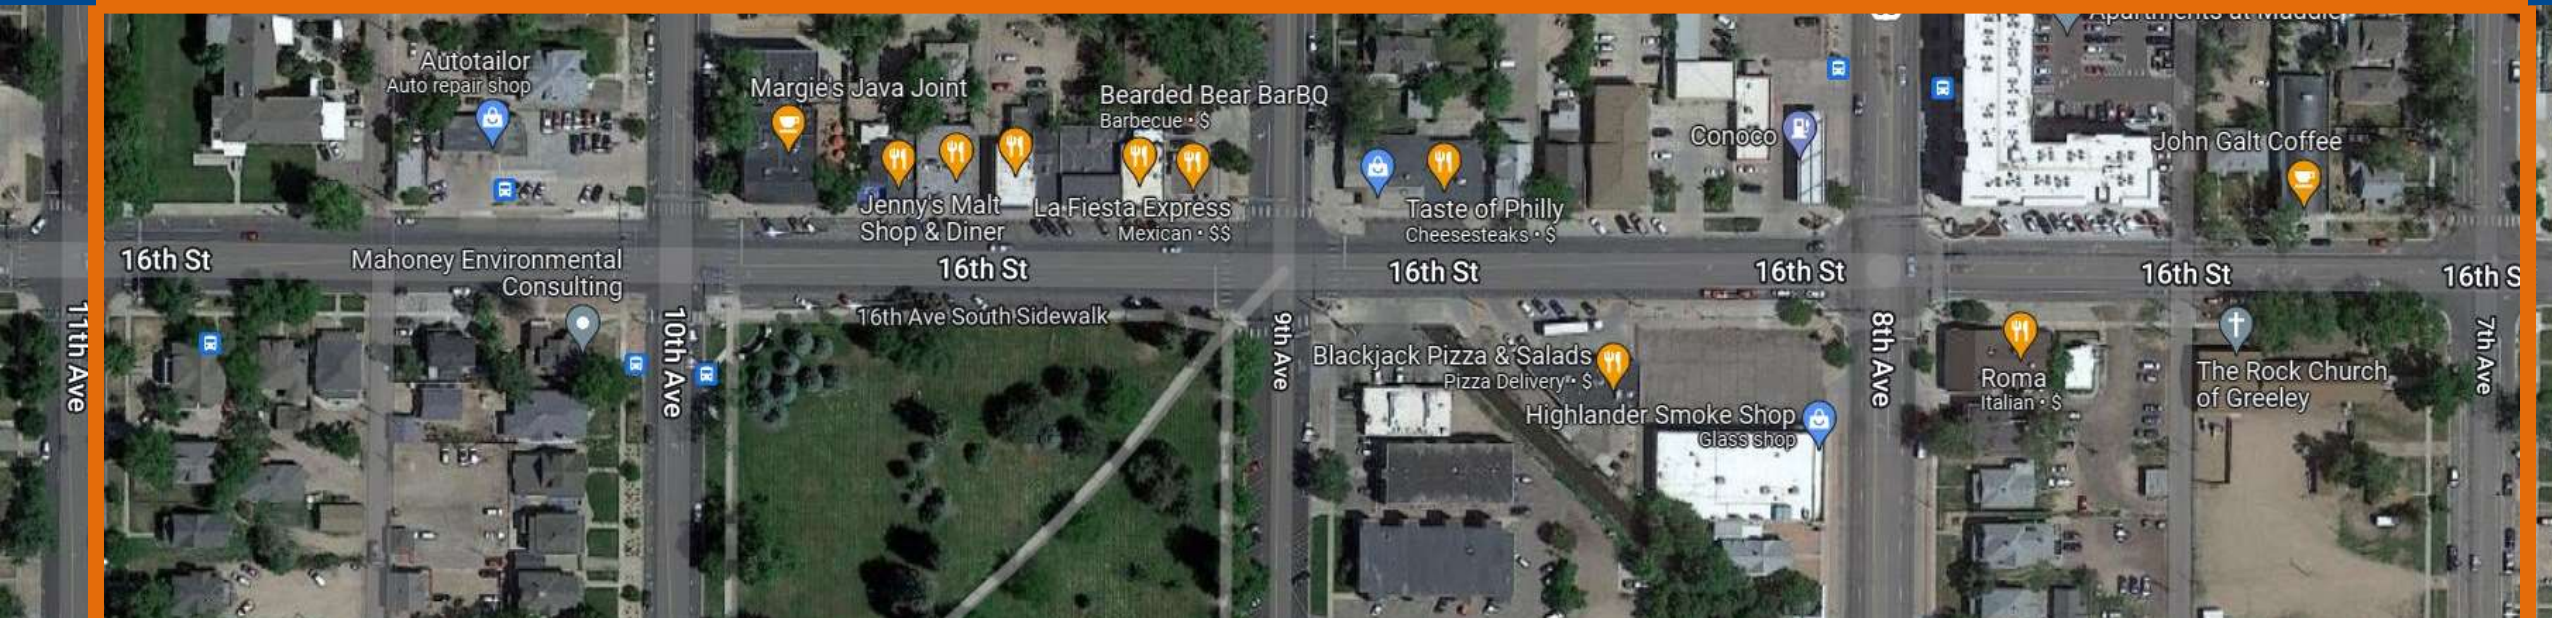 Apartments at Maddie
Autotailor
Auto repair shop
Margie's Java Joint
Bearded Bear BarBQ
Barbecue • $
Conoco
John Galt Coffee
Jenny's Malt
Shop & Diner
La Fiesta Express
Mexican • $$
Taste of Philly
Cheesesteaks • $
16th St
16th St
16th St
16th St
16th St
16th S
Mahoney Environmental
Consulting
16th Ave South Sidewalk
11th Ave
10th Ave
9th Ave
8th Ave
7th Ave
Blackjack Pizza & Salads
Pizza Delivery • $
Highlander Smoke Shop
Glass shop
Roma
Italian • $
The Rock Church
of Greeley